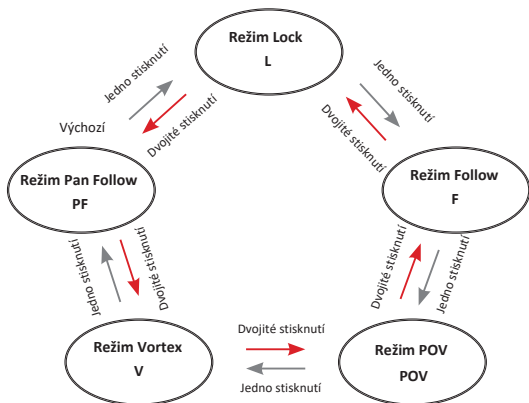 Režim Lock
L
Jedno stisknutí
Dvojité stisknutí
Jedno stisknutí
Dvojité stisknutí
Výchozí
Režim Pan Follow
PF
Režim Follow
F
Jedno stisknutí
Dvojité stisknutí
Dvojité stisknutí
Jedno stisknutí
Režim Vortex
V
Dvojité stisknutí
Jedno stisknutí
Režim POV
POV